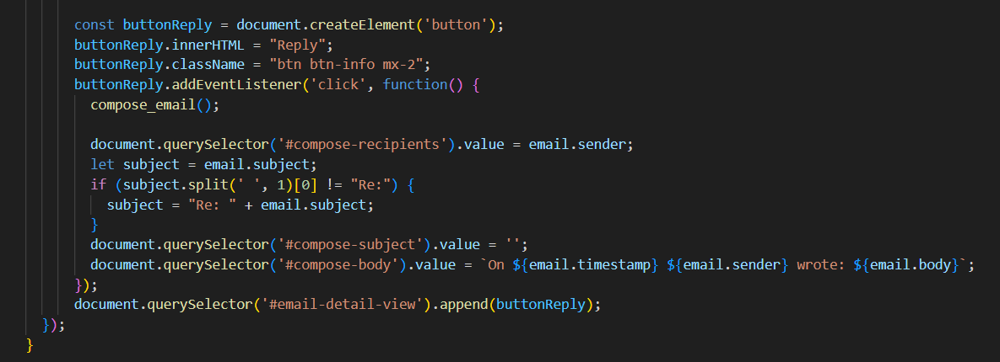 const buttonReply = document.createElement('button');
buttonReply.innerHTML = "Reply";
buttonReply.className = "btn btn-info mx-2";
buttonReply.addEventListener('click', function() {
compose_email();
document.querySelector('#compose-recipients').value = email.sender;
let subject = email.subject;
if (subject.split(' ', 1)[0] != "Re:") {
subject = "Re: " + email.subject;
}
document.querySelector('#compose-subject').value = '';
document.querySelector('#compose-body').value = `On ${email.timestamp} ${email.sender} wrote: ${email.body}`;
});
document.querySelector('#email-detail-view').append(buttonReply);
});
}